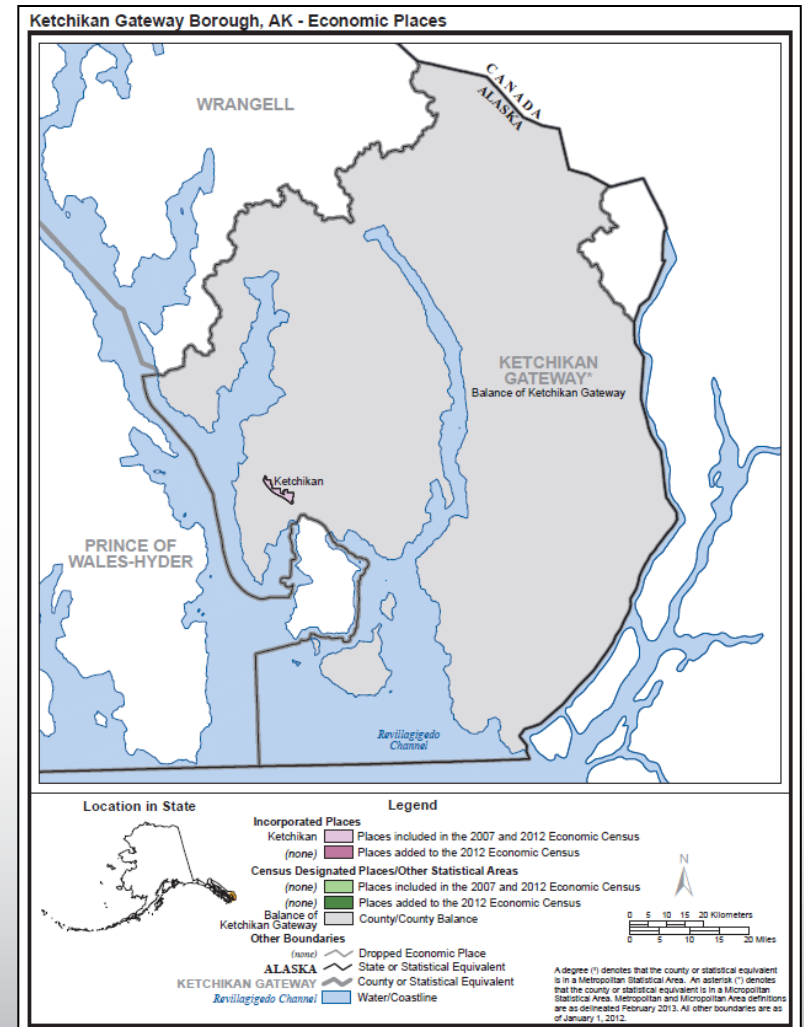 Ketchikan Gateway Borough, AK - Economic Places
WRANGELL
CANADA
ALASKA
KETCHIKAN
GATEWAY*
Balance of Ketchikan Gateway
Ketchikan
PRINCE OF
WALES-HYDER
Revillagigedo
Channel
Location in State
Legend
Incorporated Places
Ketchikan Places included in the 2007 and 2012 Economic Census
(none) Places added to the 2012 Economic Census
Census Designated Places/Other Statistical Areas
(none) Places included in the 2007 and 2012 Economic Census
(none) Places added to the 2012 Economic Census
Balance of
Ketchikan Gateway County/County Balance
Other Boundaries
(none) Dropped Economic Place
ALASKA State or Statistical Equivalent
KETCHIKAN GATEWAY County or Statistical Equivalent
Revillagigedo Channel Water/Coastline
N
0 5 10 15 20 Kilometers
0 5 10 15 20 Miles
A degree (°) denotes that the county or statistical equivalent
is in a Metropolitan Statistical Area. An asterisk (*) denotes
that the county or statistical equivalent is in a Micropolitan
Statistical Area. Metropolitan and Micropolitan Area definitions
are as delineated February 2013. All other boundaries are as
of January 1, 2012.